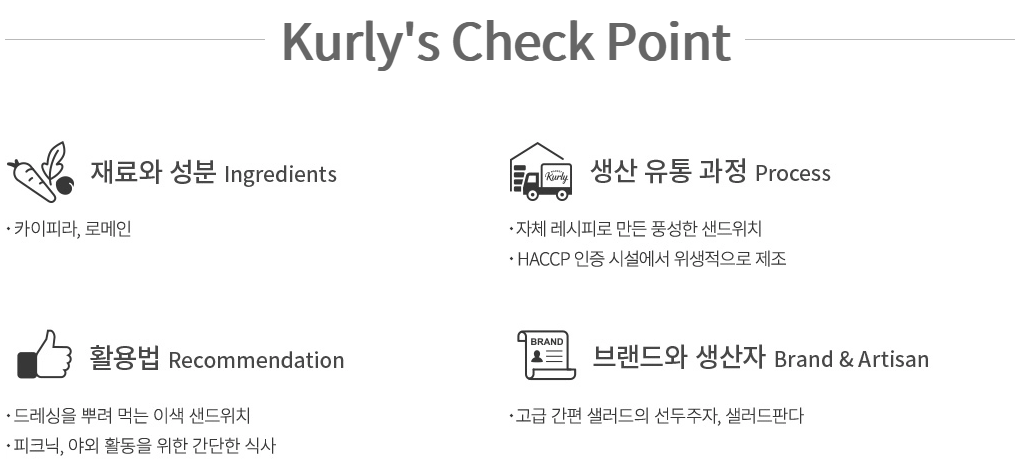 Kurly's Check Point
재료와 성분 Ingredients
· 카이피라, 로메인
Kurly
생산 유통 과정 Process
· 자체 레시피로 만든 풍성한 샌드위치
· HACCP 인증 시설에서 위생적으로 제조
활용법 Recommendation
· 드레싱을 뿌려 먹는 이색 샌드위치
· 피크닉, 야외 활동을 위한 간단한 식사
BRAND
브랜드와 생산자 Brand & Artisan
· 고급 간편 샐러드의 선두주자, 샐러드판다